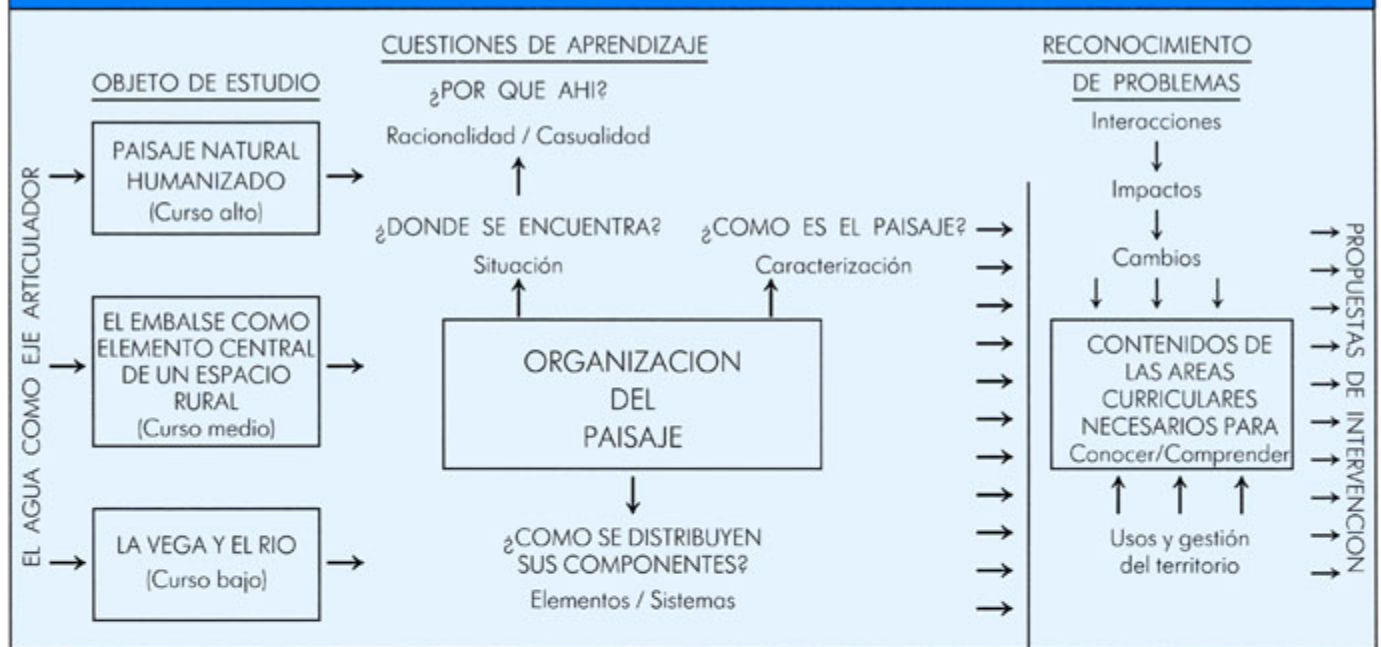 EL AGUA COMO EJE ARTICULADOR
OBJETO DE ESTUDIO
PAISAJE NATURAL
HUMANIZADO
(Curso alto)
EL EMBALSE COMO
ELEMENTO CENTRAL
DE UN ESPACIO
RURAL
(Curso medio)
LA VEGA Y EL RIO
(Curso bajo)
CUESTIONES DE APRENDIZAJE
¿POR QUE AHI?
Racionalidad / Casualidad
¿DONDE SE ENCUENTRA?
Situación
¿COMO ES EL PAISAJE?
Caracterización
ORGANIZACION
DEL
PAISAJE
¿COMO SE DISTRIBUYEN
SUS COMPONENTES?
Elementos / Sistemas
RECONOCIMIENTO
DE PROBLEMAS
Interacciones
Impactos
Cambios
CONTENIDOS DE
LAS AREAS
CURRICULARES
NECESARIOS PARA
Conocer/Comprender
Usos y gestión
del territorio
PROPUESTAS DE INTERVENCION